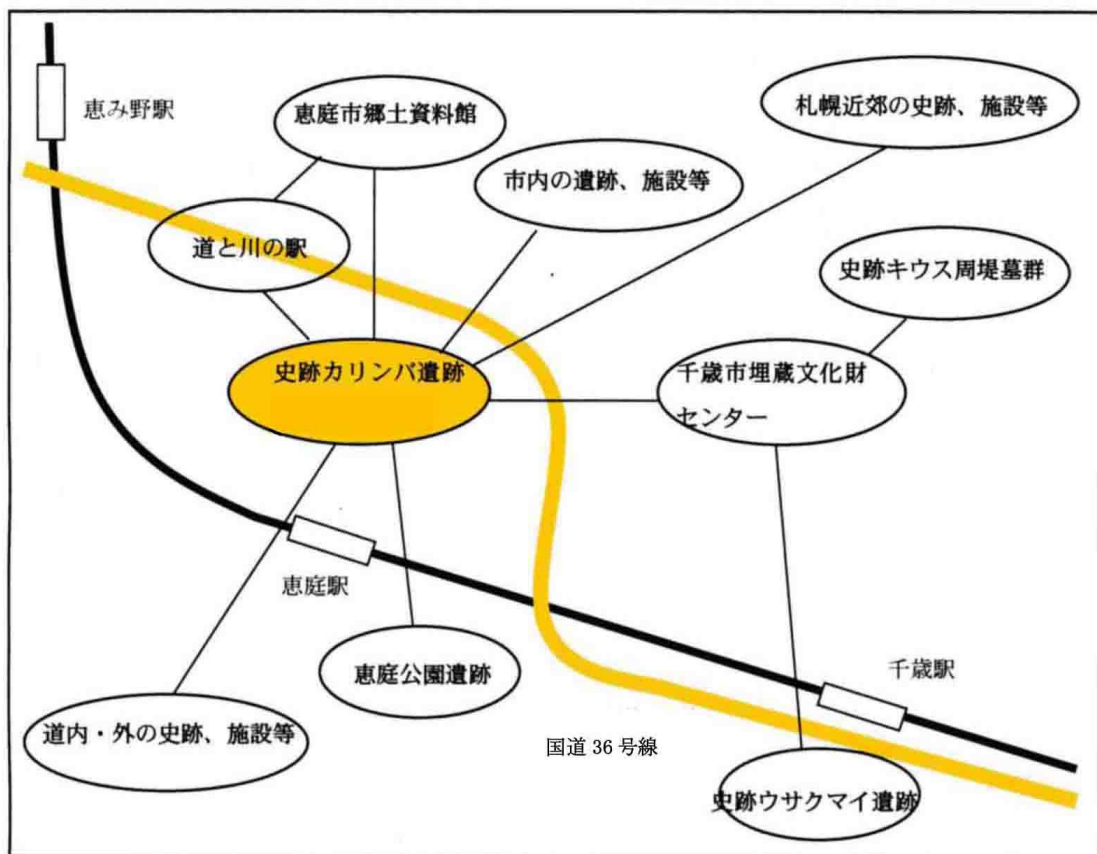 恵み野駅
恵庭市郷土資料館
札幌近郊の史跡、施設等
市内の遺跡、施設等
道と川の駅
史跡キウス周堤墓群
史跡カリンバ遺跡
千歳市埋蔵文化財
センター
恵庭駅
恵庭公園遺跡
千歳駅
道内・外の史跡、施設等
国道 36 号線
史跡ウサクマイ遺跡